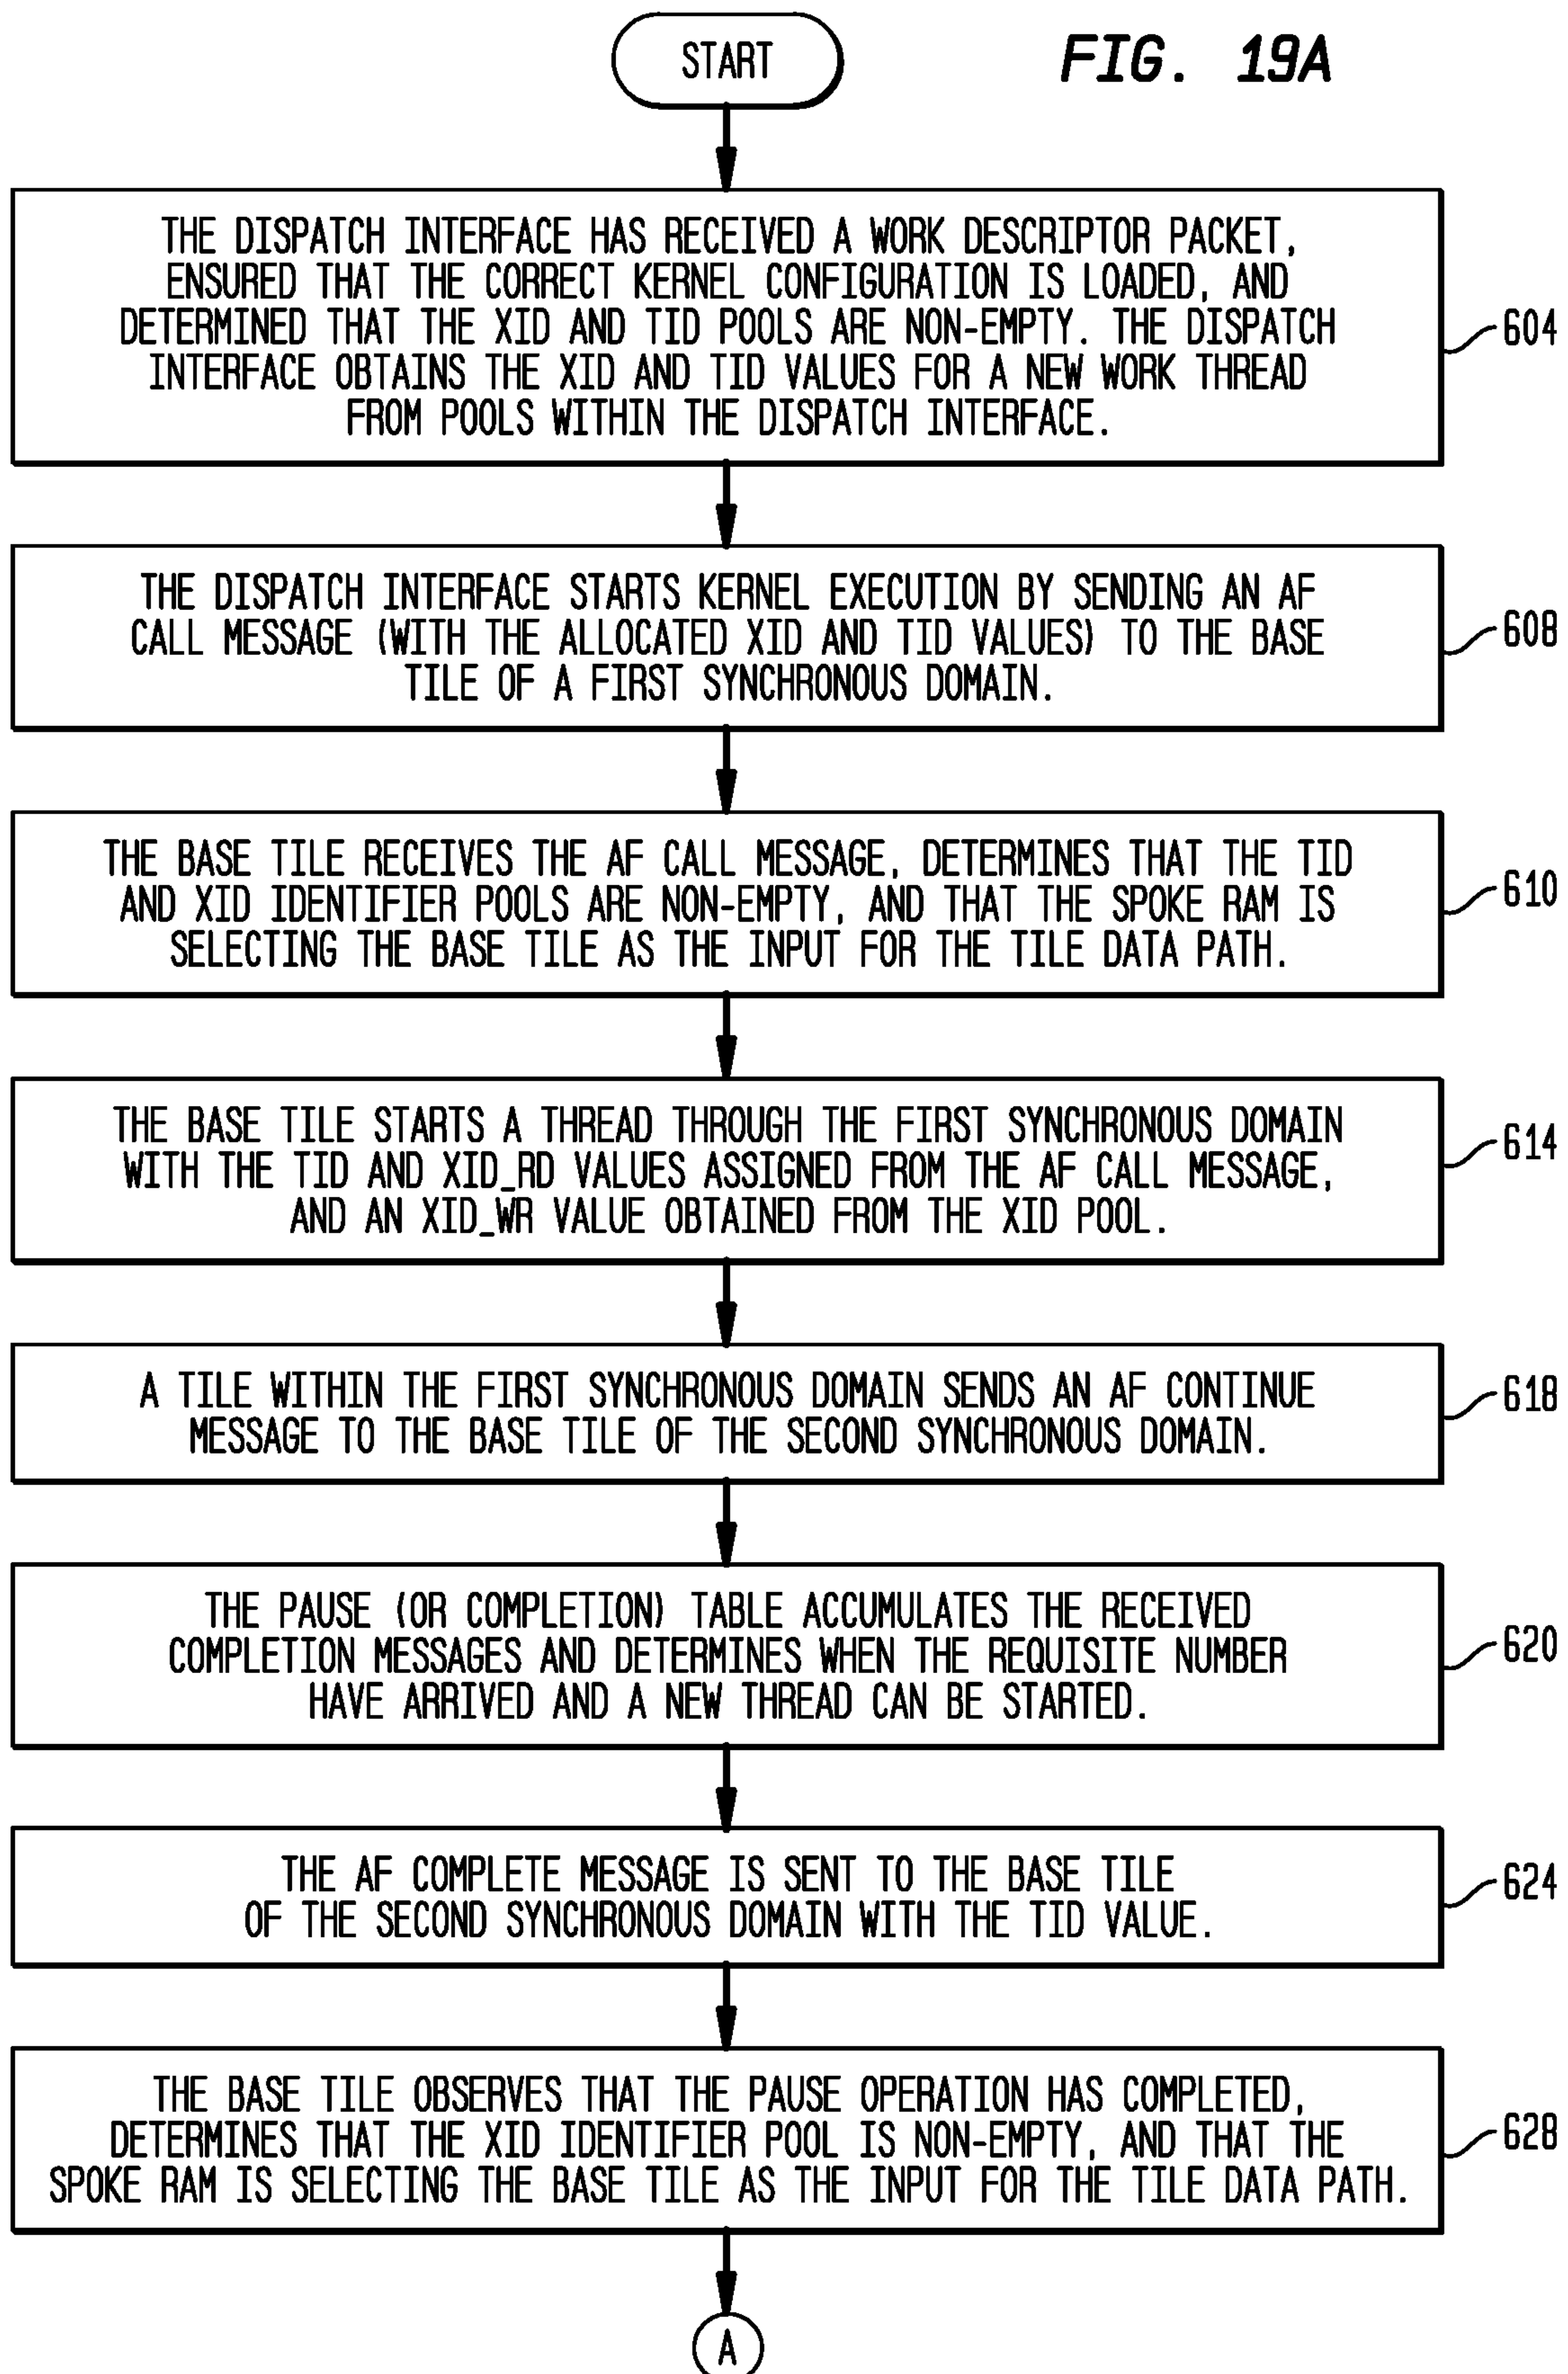 START
FIG. 19A
THE DISPATCH INTERFACE HAS RECEIVED A WORK DESCRIPTOR PACKET,
ENSURED THAT THE CORRECT KERNEL CONFIGURATION IS LOADED, AND
DETERMINED THAT THE XID AND TID POOLS ARE NON-EMPTY. THE DISPATCH
INTERFACE OBTAINS THE XID AND TID VALUES FOR A NEW WORK THREAD
FROM POOLS WITHIN THE DISPATCH INTERFACE.
604
THE DISPATCH INTERFACE STARTS KERNEL EXECUTION BY SENDING AN AF
CALL MESSAGE (WITH THE ALLOCATED XID AND TID VALUES) TO THE BASE
TILE OF A FIRST SYNCHRONOUS DOMAIN.
608
THE BASE TILE RECEIVES THE AF CALL MESSAGE, DETERMINES THAT THE TID
AND XID IDENTIFIER POOLS ARE NON-EMPTY, AND THAT THE SPOKE RAM IS
SELECTING THE BASE TILE AS THE INPUT FOR THE TILE DATA PATH.
610
THE BASE TILE STARTS A THREAD THROUGH THE FIRST SYNCHRONOUS DOMAIN
WITH THE TID AND XID_RD VALUES ASSIGNED FROM THE AF CALL MESSAGE,
AND AN XID_WR VALUE OBTAINED FROM THE XID POOL.
614
A TILE WITHIN THE FIRST SYNCHRONOUS DOMAIN SENDS AN AF CONTINUE
MESSAGE TO THE BASE TILE OF THE SECOND SYNCHRONOUS DOMAIN.
618
THE PAUSE (OR COMPLETION) TABLE ACCUMULATES THE RECEIVED
COMPLETION MESSAGES AND DETERMINES WHEN THE REQUISITE NUMBER
HAVE ARRIVED AND A NEW THREAD CAN BE STARTED.
620
THE AF COMPLETE MESSAGE IS SENT TO THE BASE TILE
OF THE SECOND SYNCHRONOUS DOMAIN WITH THE TID VALUE.
624
THE BASE TILE OBSERVES THAT THE PAUSE OPERATION HAS COMPLETED,
DETERMINES THAT THE XID IDENTIFIER POOL IS NON-EMPTY, AND THAT THE
SPOKE RAM IS SELECTING THE BASE TILE AS THE INPUT FOR THE TILE DATA PATH.
628
A